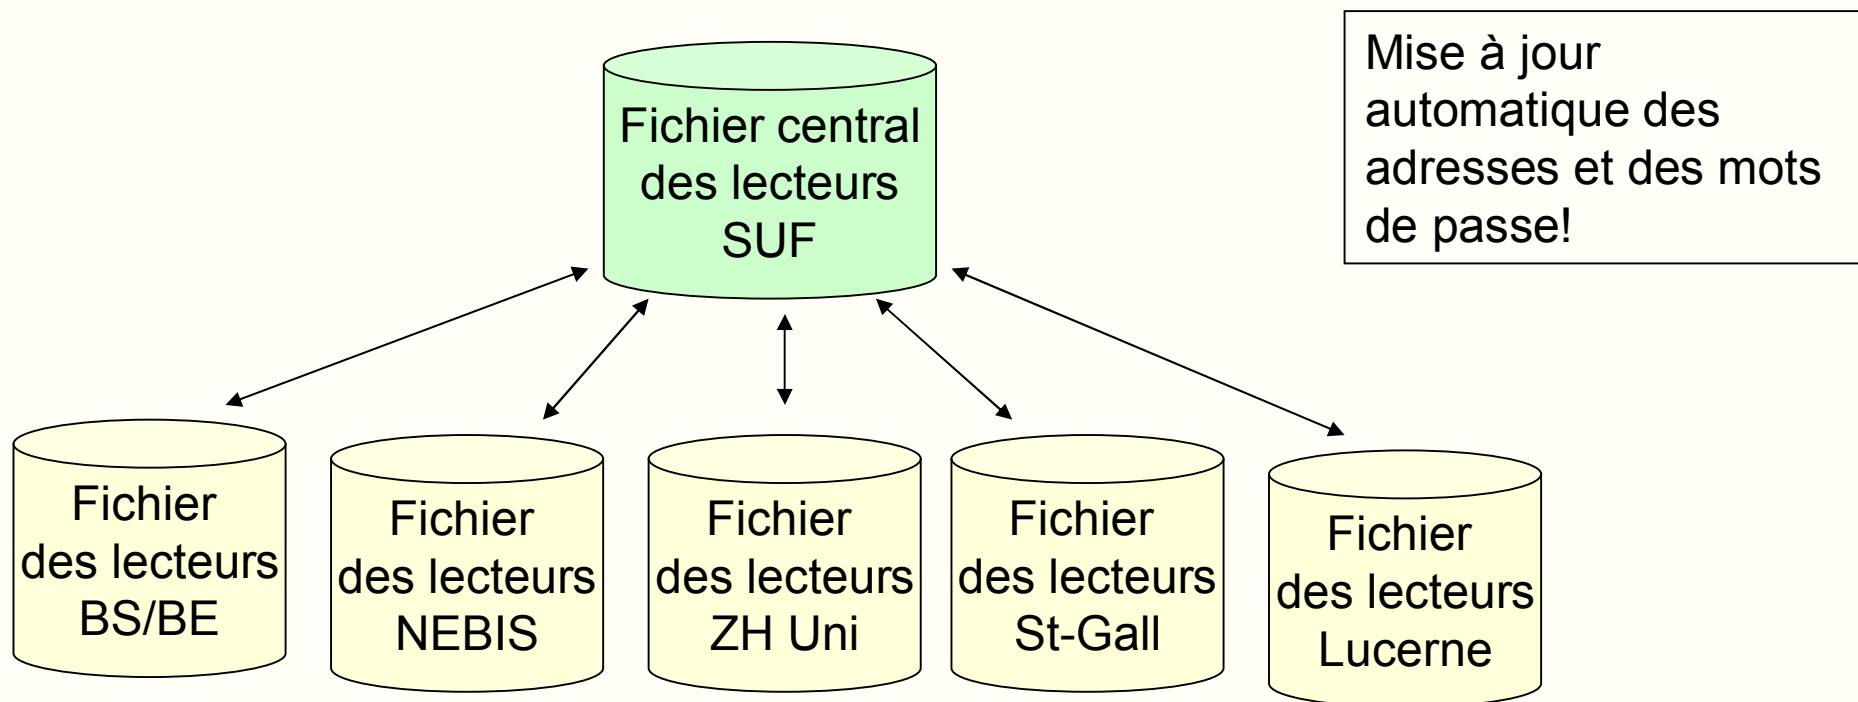 Fichier central
des lecteurs
SUF
Mise à jour
automatique des
adresses et des mots
de passe!
Fichier
des lecteurs
BS/BE
Fichier
des lecteurs
NEBIS
Fichier
des lecteurs
ZH Uni
Fichier
des lecteurs
St-Gall
Fichier
des lecteurs
Lucerne